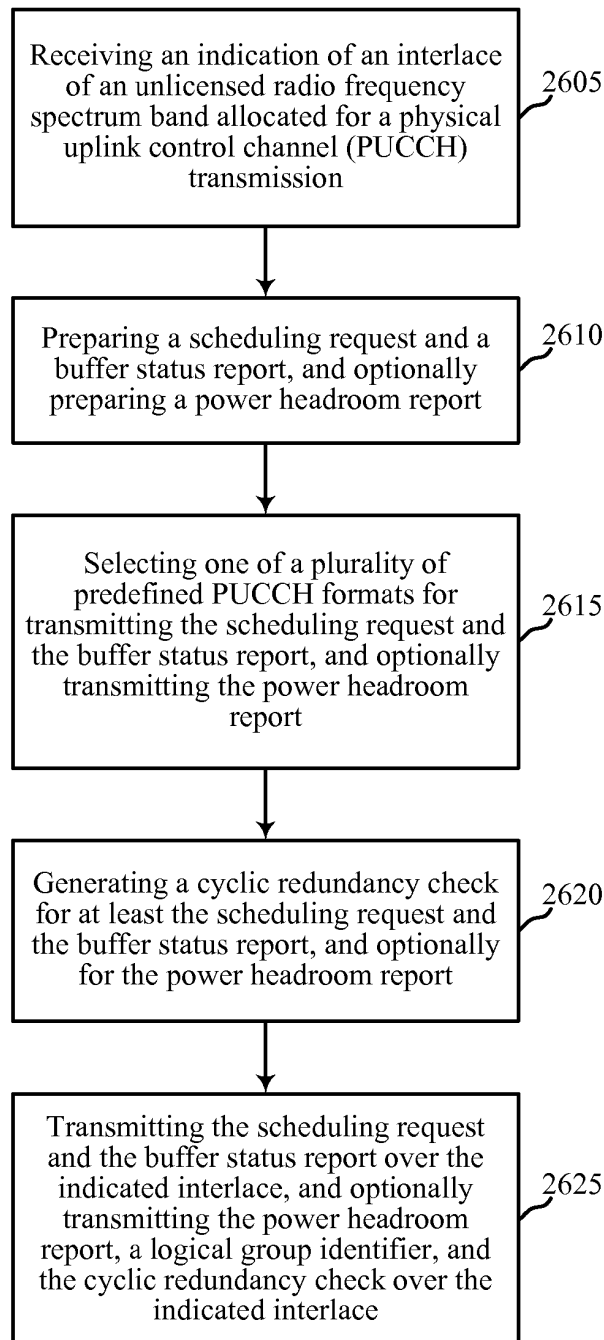 Receiving an indication of an interlace
of an unlicensed radio frequency
spectrum band allocated for a physical
uplink control channel (PUCCH)
transmission
2605
Preparing a scheduling request and a
buffer status report, and optionally
preparing a power headroom report
2610
Selecting one of a plurality of
predefined PUCCH formats for
transmitting the scheduling request and
the buffer status report, and optionally
transmitting the power headroom
report
2615
Generating a cyclic redundancy check
for at least the scheduling request and
the buffer status report, and optionally
for the power headroom report
2620
Transmitting the scheduling request
and the buffer status report over the
indicated interlace, and optionally
transmitting the power headroom
report, a logical group identifier, and
the cyclic redundancy check over the
indicated interlace
2625